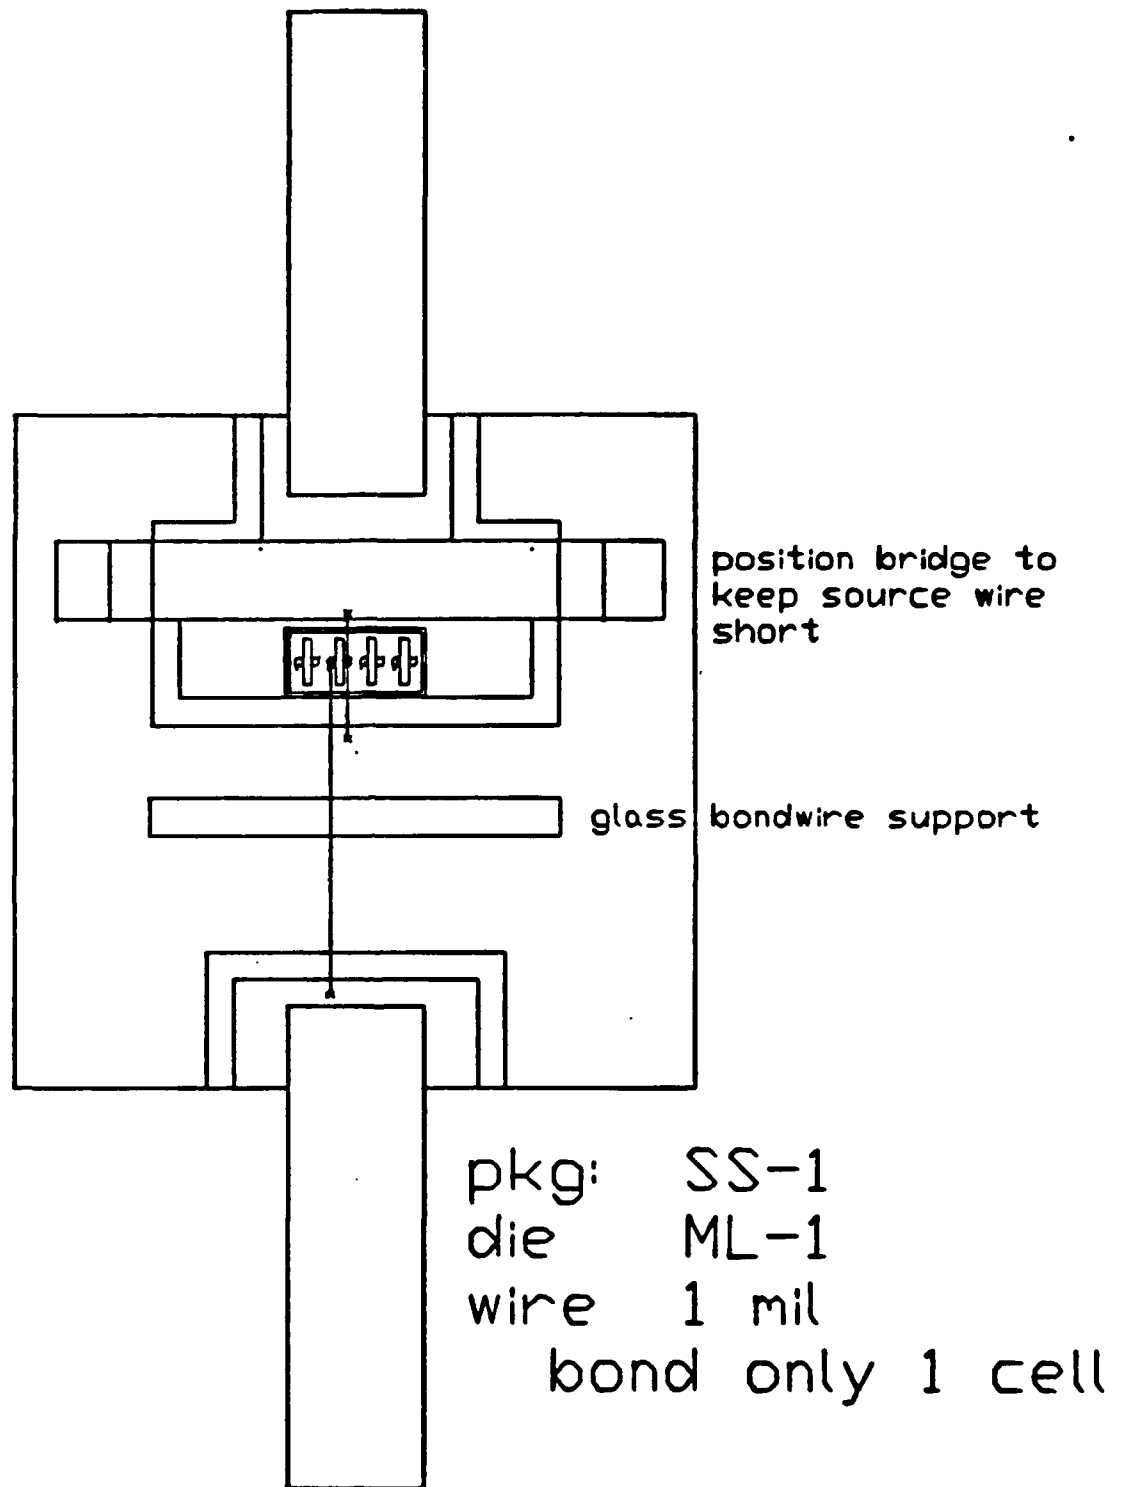 position bridge to
keep source wire
short
glass bondwire support
pkg: SS-1
die ML-1
wire 1 mil
bond only 1 cell